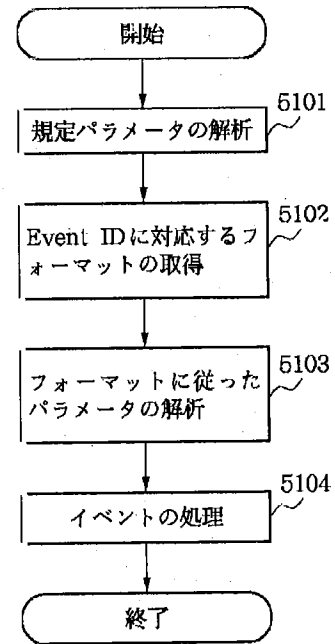 開始
5101
規定パラメータの解析
5102
Event IDに対応するフ
ォーマットの取得
5103
フォーマットに従った
パラメータの解析
5104
イベントの処理
終了